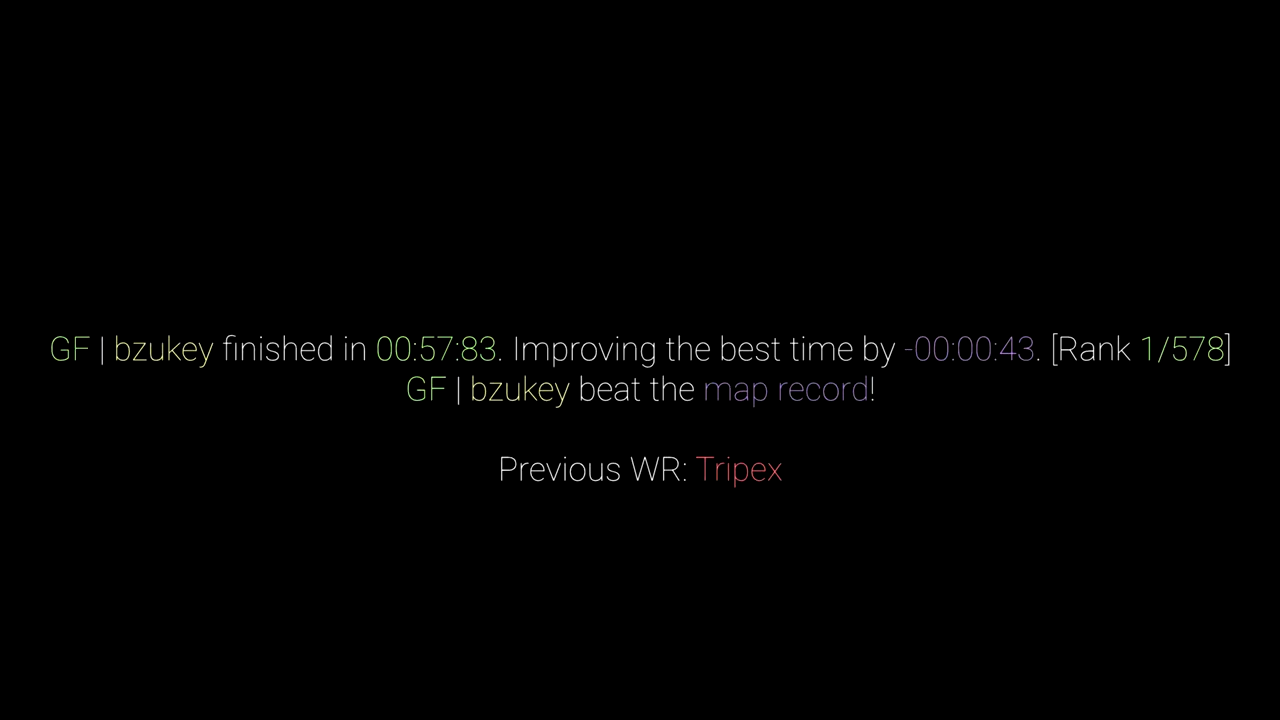 GF | bzukey finished in 00:57:83. Improving the best time by -00:00:43. [Rank 1/578]
GF | bzukey beat the map record!
Previous WR: Tripex